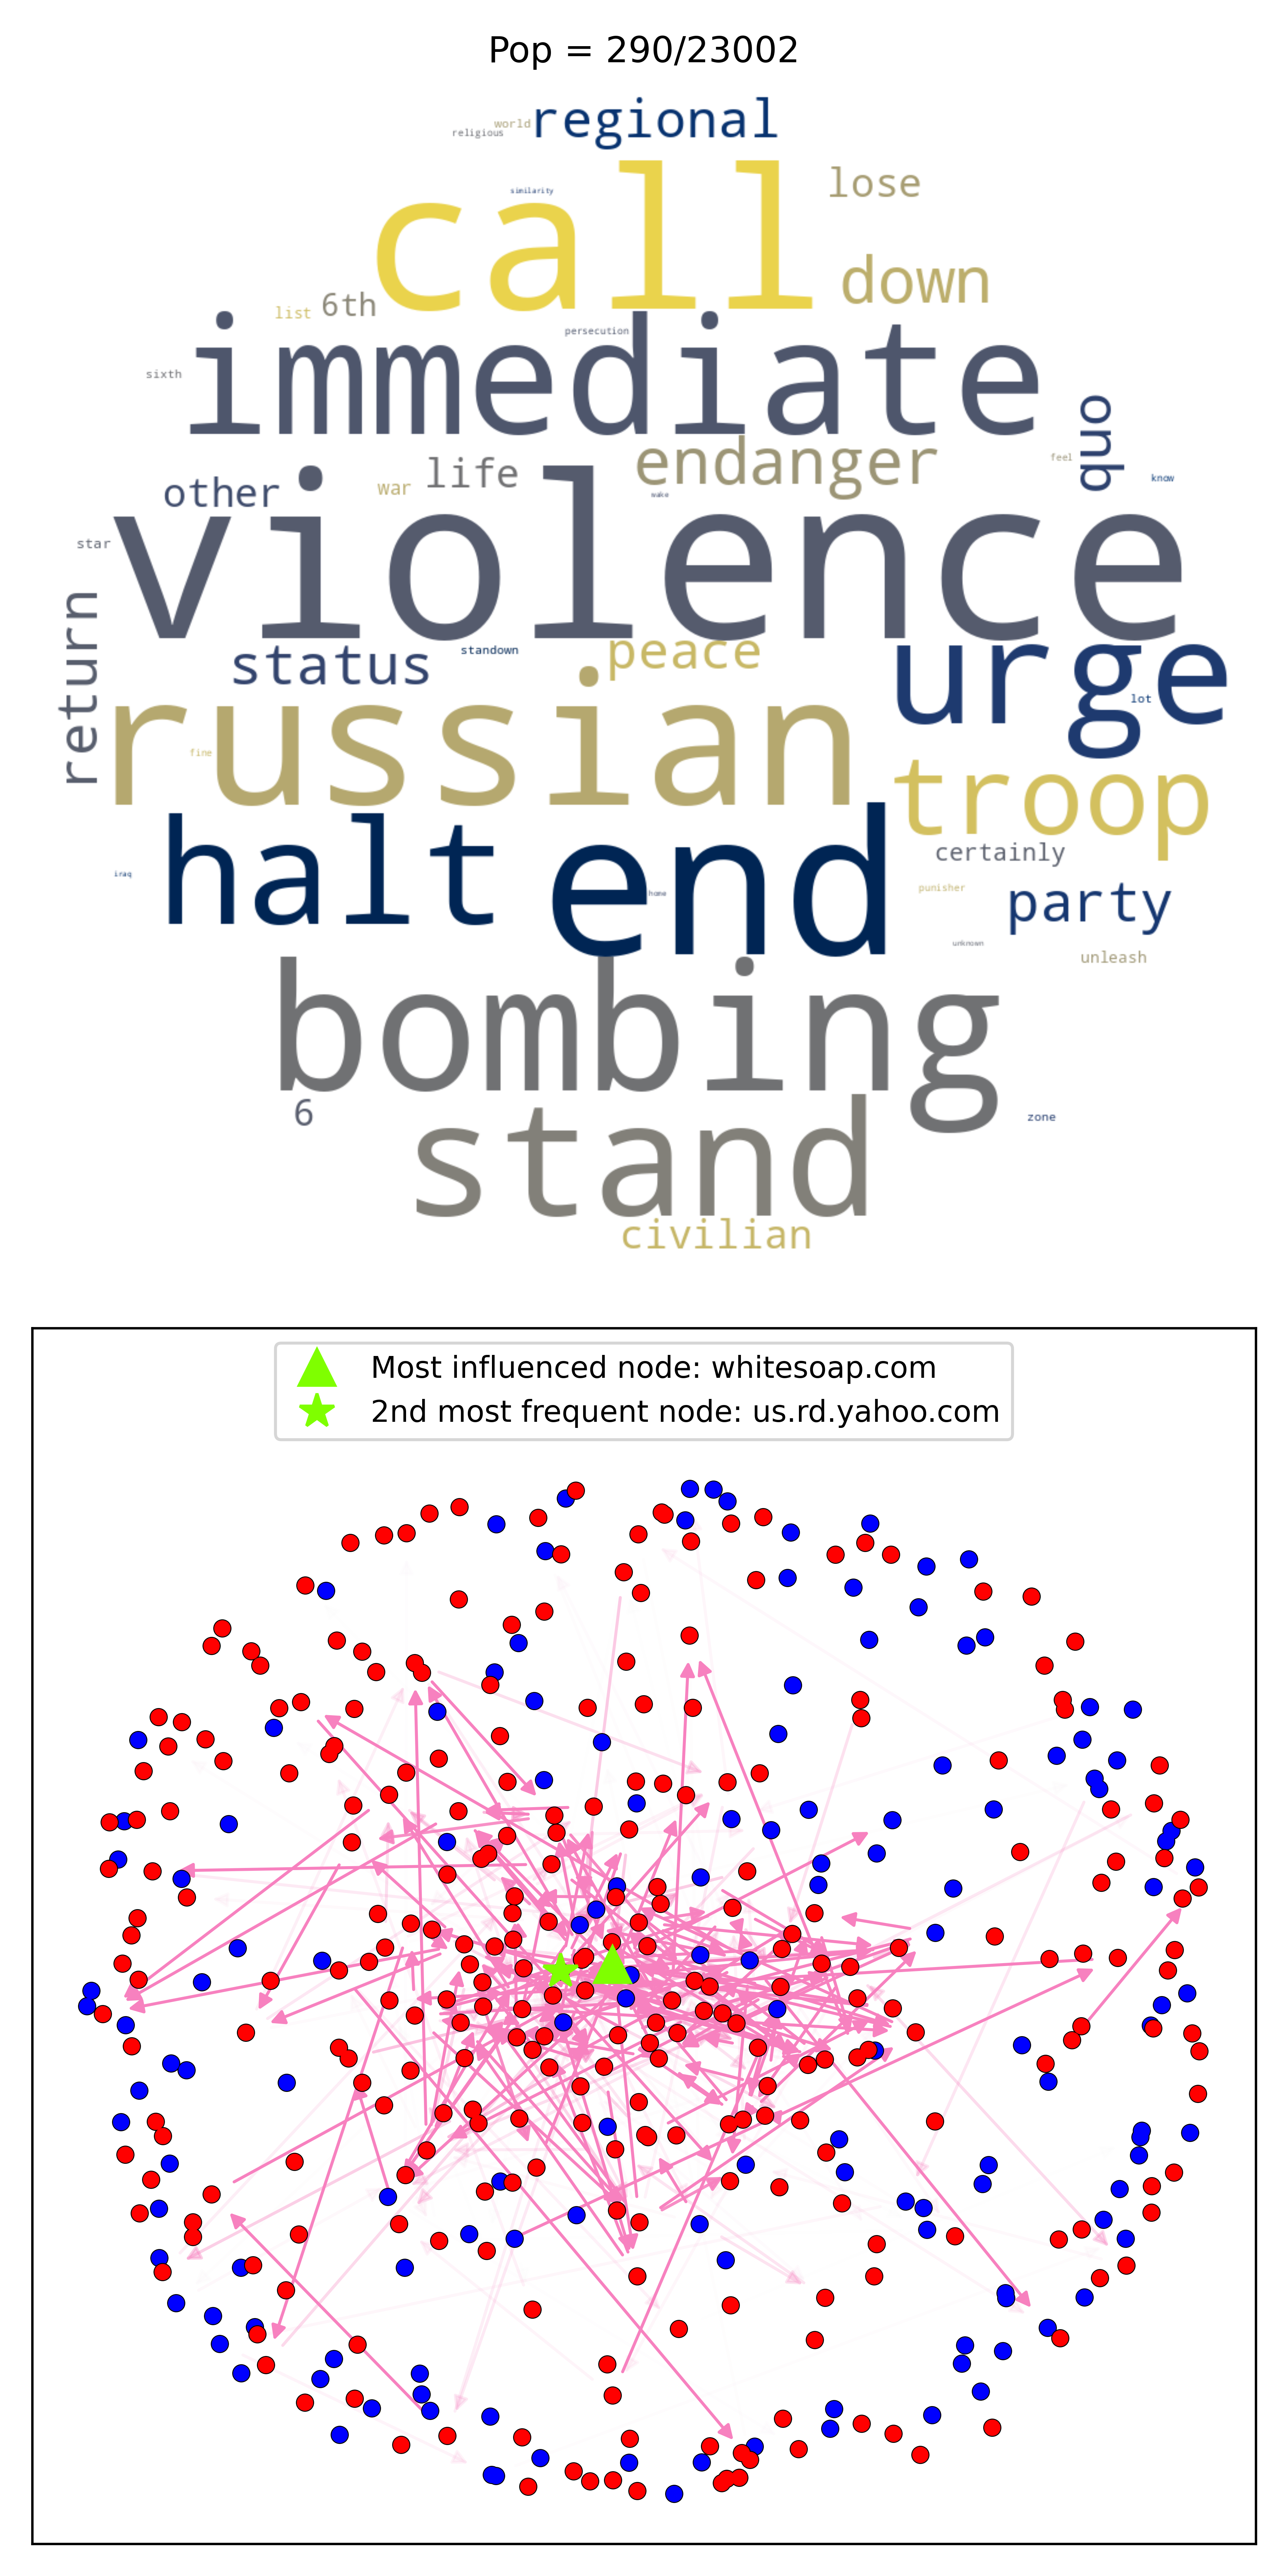 Pop = 290/23002
religious world regional
call
similarity
lose
down
list 6th
persecution
immediate
sixth
quo
endanger
feel
know
other
war life
wake
violence
star
return
status
standown
peace
urge
lot
russian
fine
troop
certainly
halt end
iraq
home
punisher
party
unknown
unleash
bombing
6
zone
stand
civilian
Most influenced node: whitesoap.com
2nd most frequent node: us.rd.yahoo.com